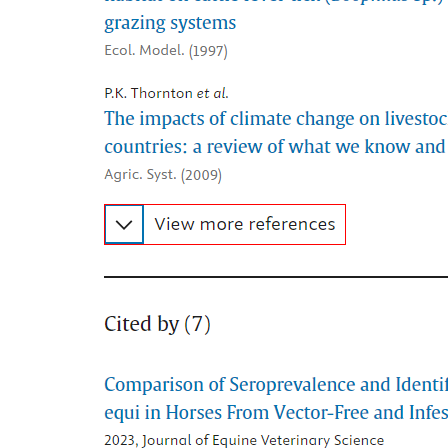 grazing systems
Ecol. Model. (1997)
P.K. Thornton et al.
The impacts of climate change on livestoc
countries: a review of what we know and
Agric. Syst. (2009)
View more references
Cited by (7)
Comparison of Seroprevalence and Identif
equi in Horses From Vector-Free and Infes
2023, Journal of Equine Veterinary Science